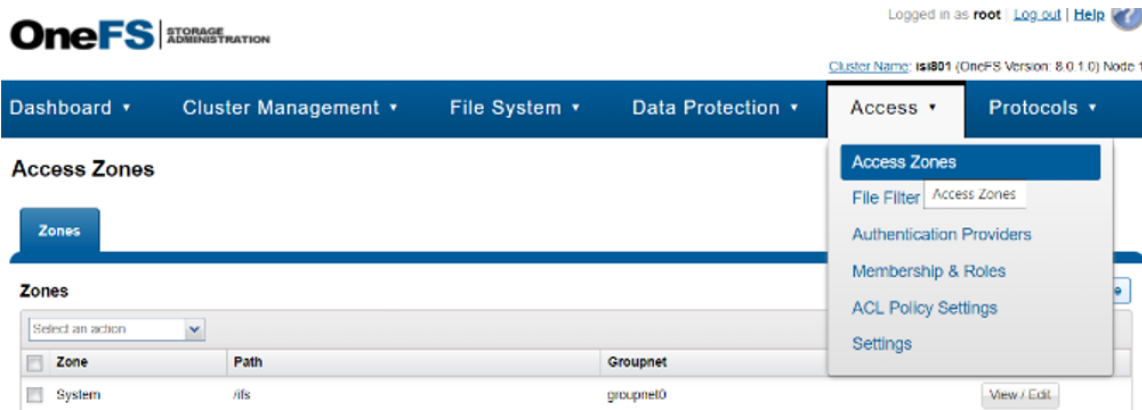 Logged in as root | Log out | Help
OneFS STORAGE ADMINISTRATION
Cluster Name: isi801 (OneFS Version: 8.0.1.0) Node 1
Dashboard Cluster Management File System Data Protection Access Protocols
Access Zones
Access Zones
File Filter
Access Zones
Zones
Authentication Providers
Membership & Roles
ACL Policy Settings
Settings
Zones
Select an action
Zone Path Groupnet
System /ifs groupnet0 View / Edit